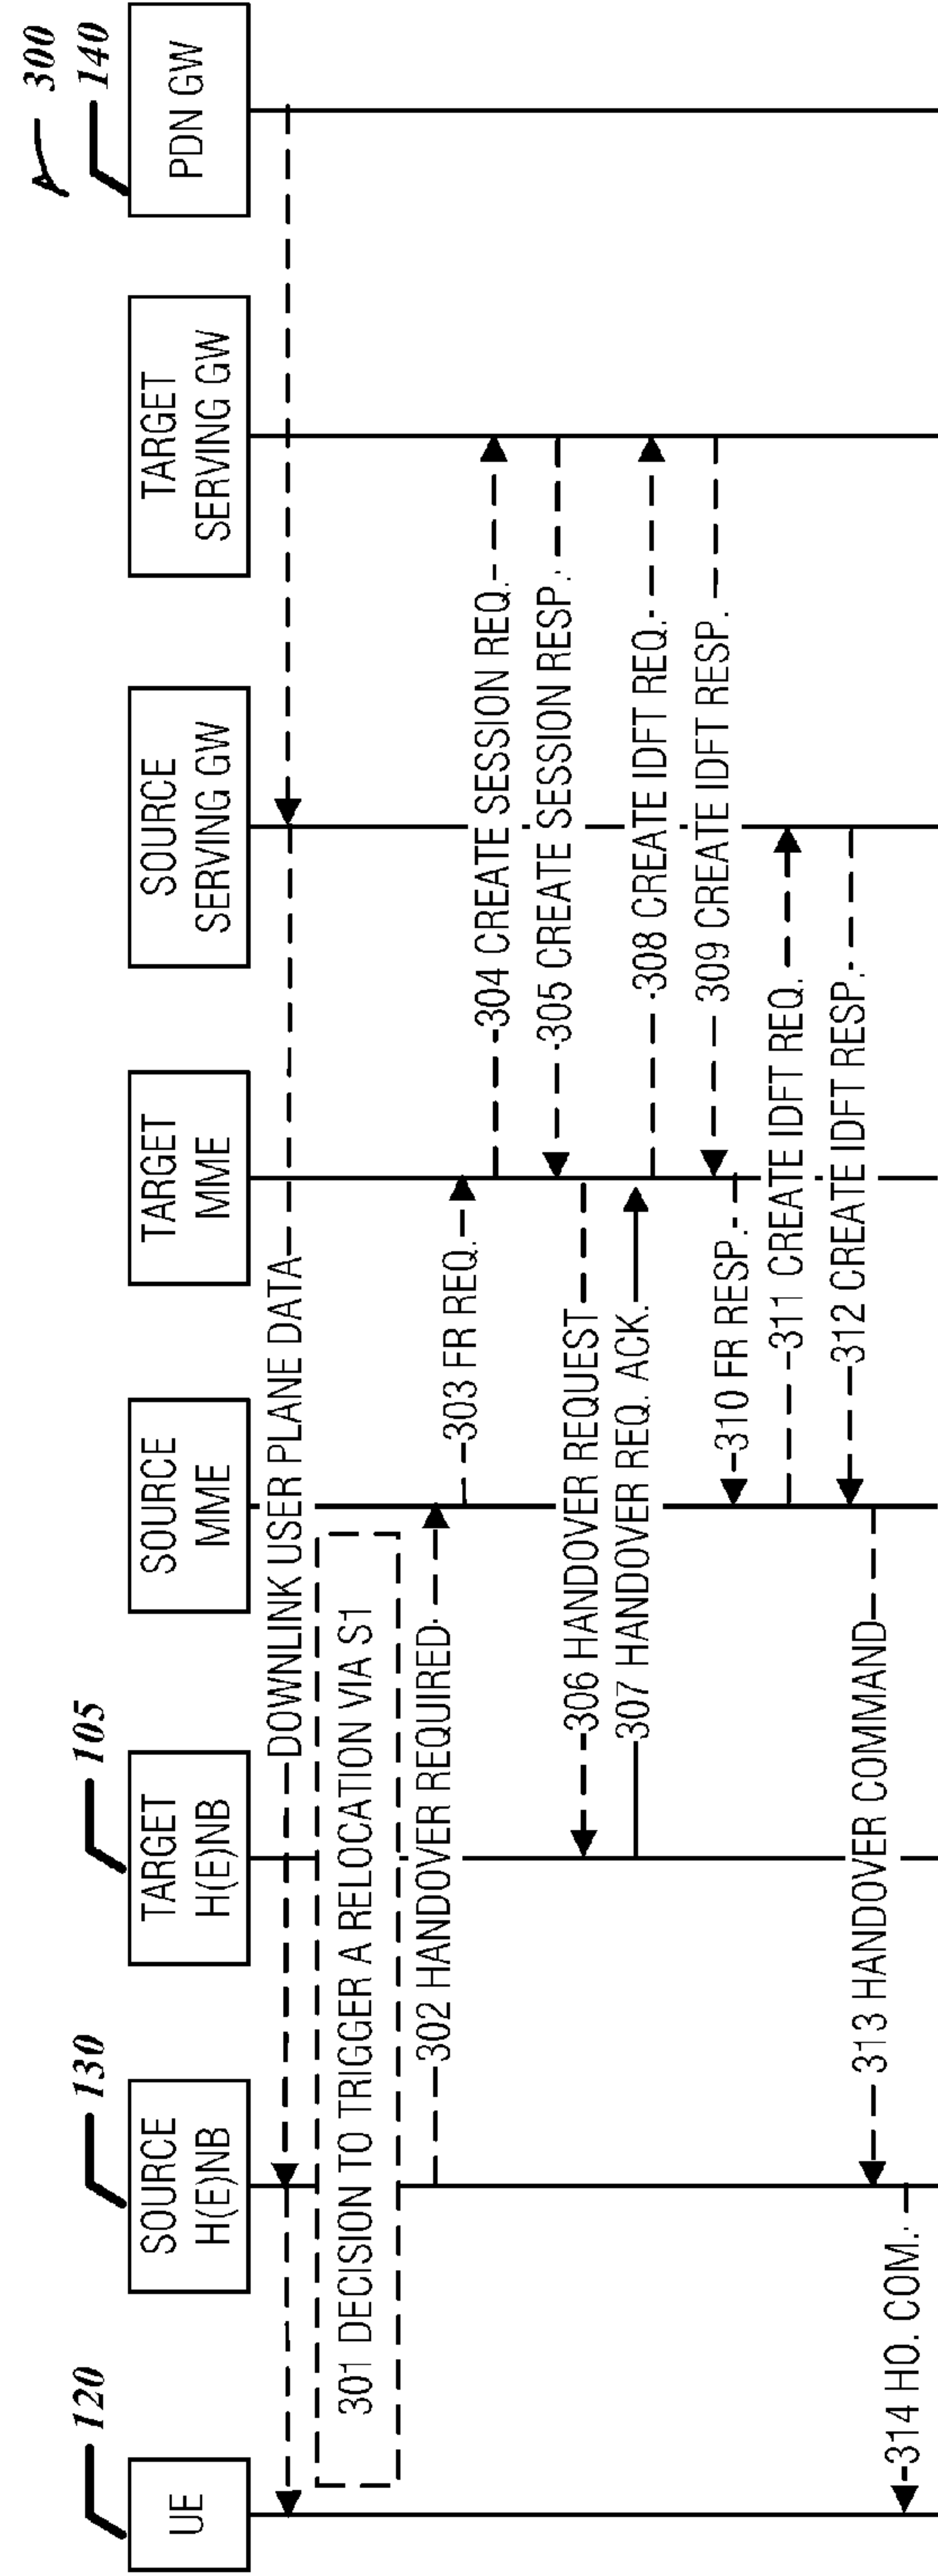 300
120
130
105
140
UE
SOURCE
H(E)NB
TARGET
H(E)NB
SOURCE
MME
TARGET
MME
SOURCE
SERVING GW
TARGET
SERVING GW
PDN GW
DOWNLINK USER PLANE DATA
301 DECISION TO TRIGGER A RELOCATION VIA S1
302 HANDOVER REQUIRED
303 FR REQ.
304 CREATE SESSION REQ.
305 CREATE SESSION RESP.
306 HANDOVER REQUEST
307 HANDOVER REQ. ACK.
308 CREATE IDFT REQ.
309 CREATE IDFT RESP.
310 FR RESP.
311 CREATE IDFT REQ.
312 CREATE IDFT RESP.
313 HANDOVER COMMAND
314 HO. COM.